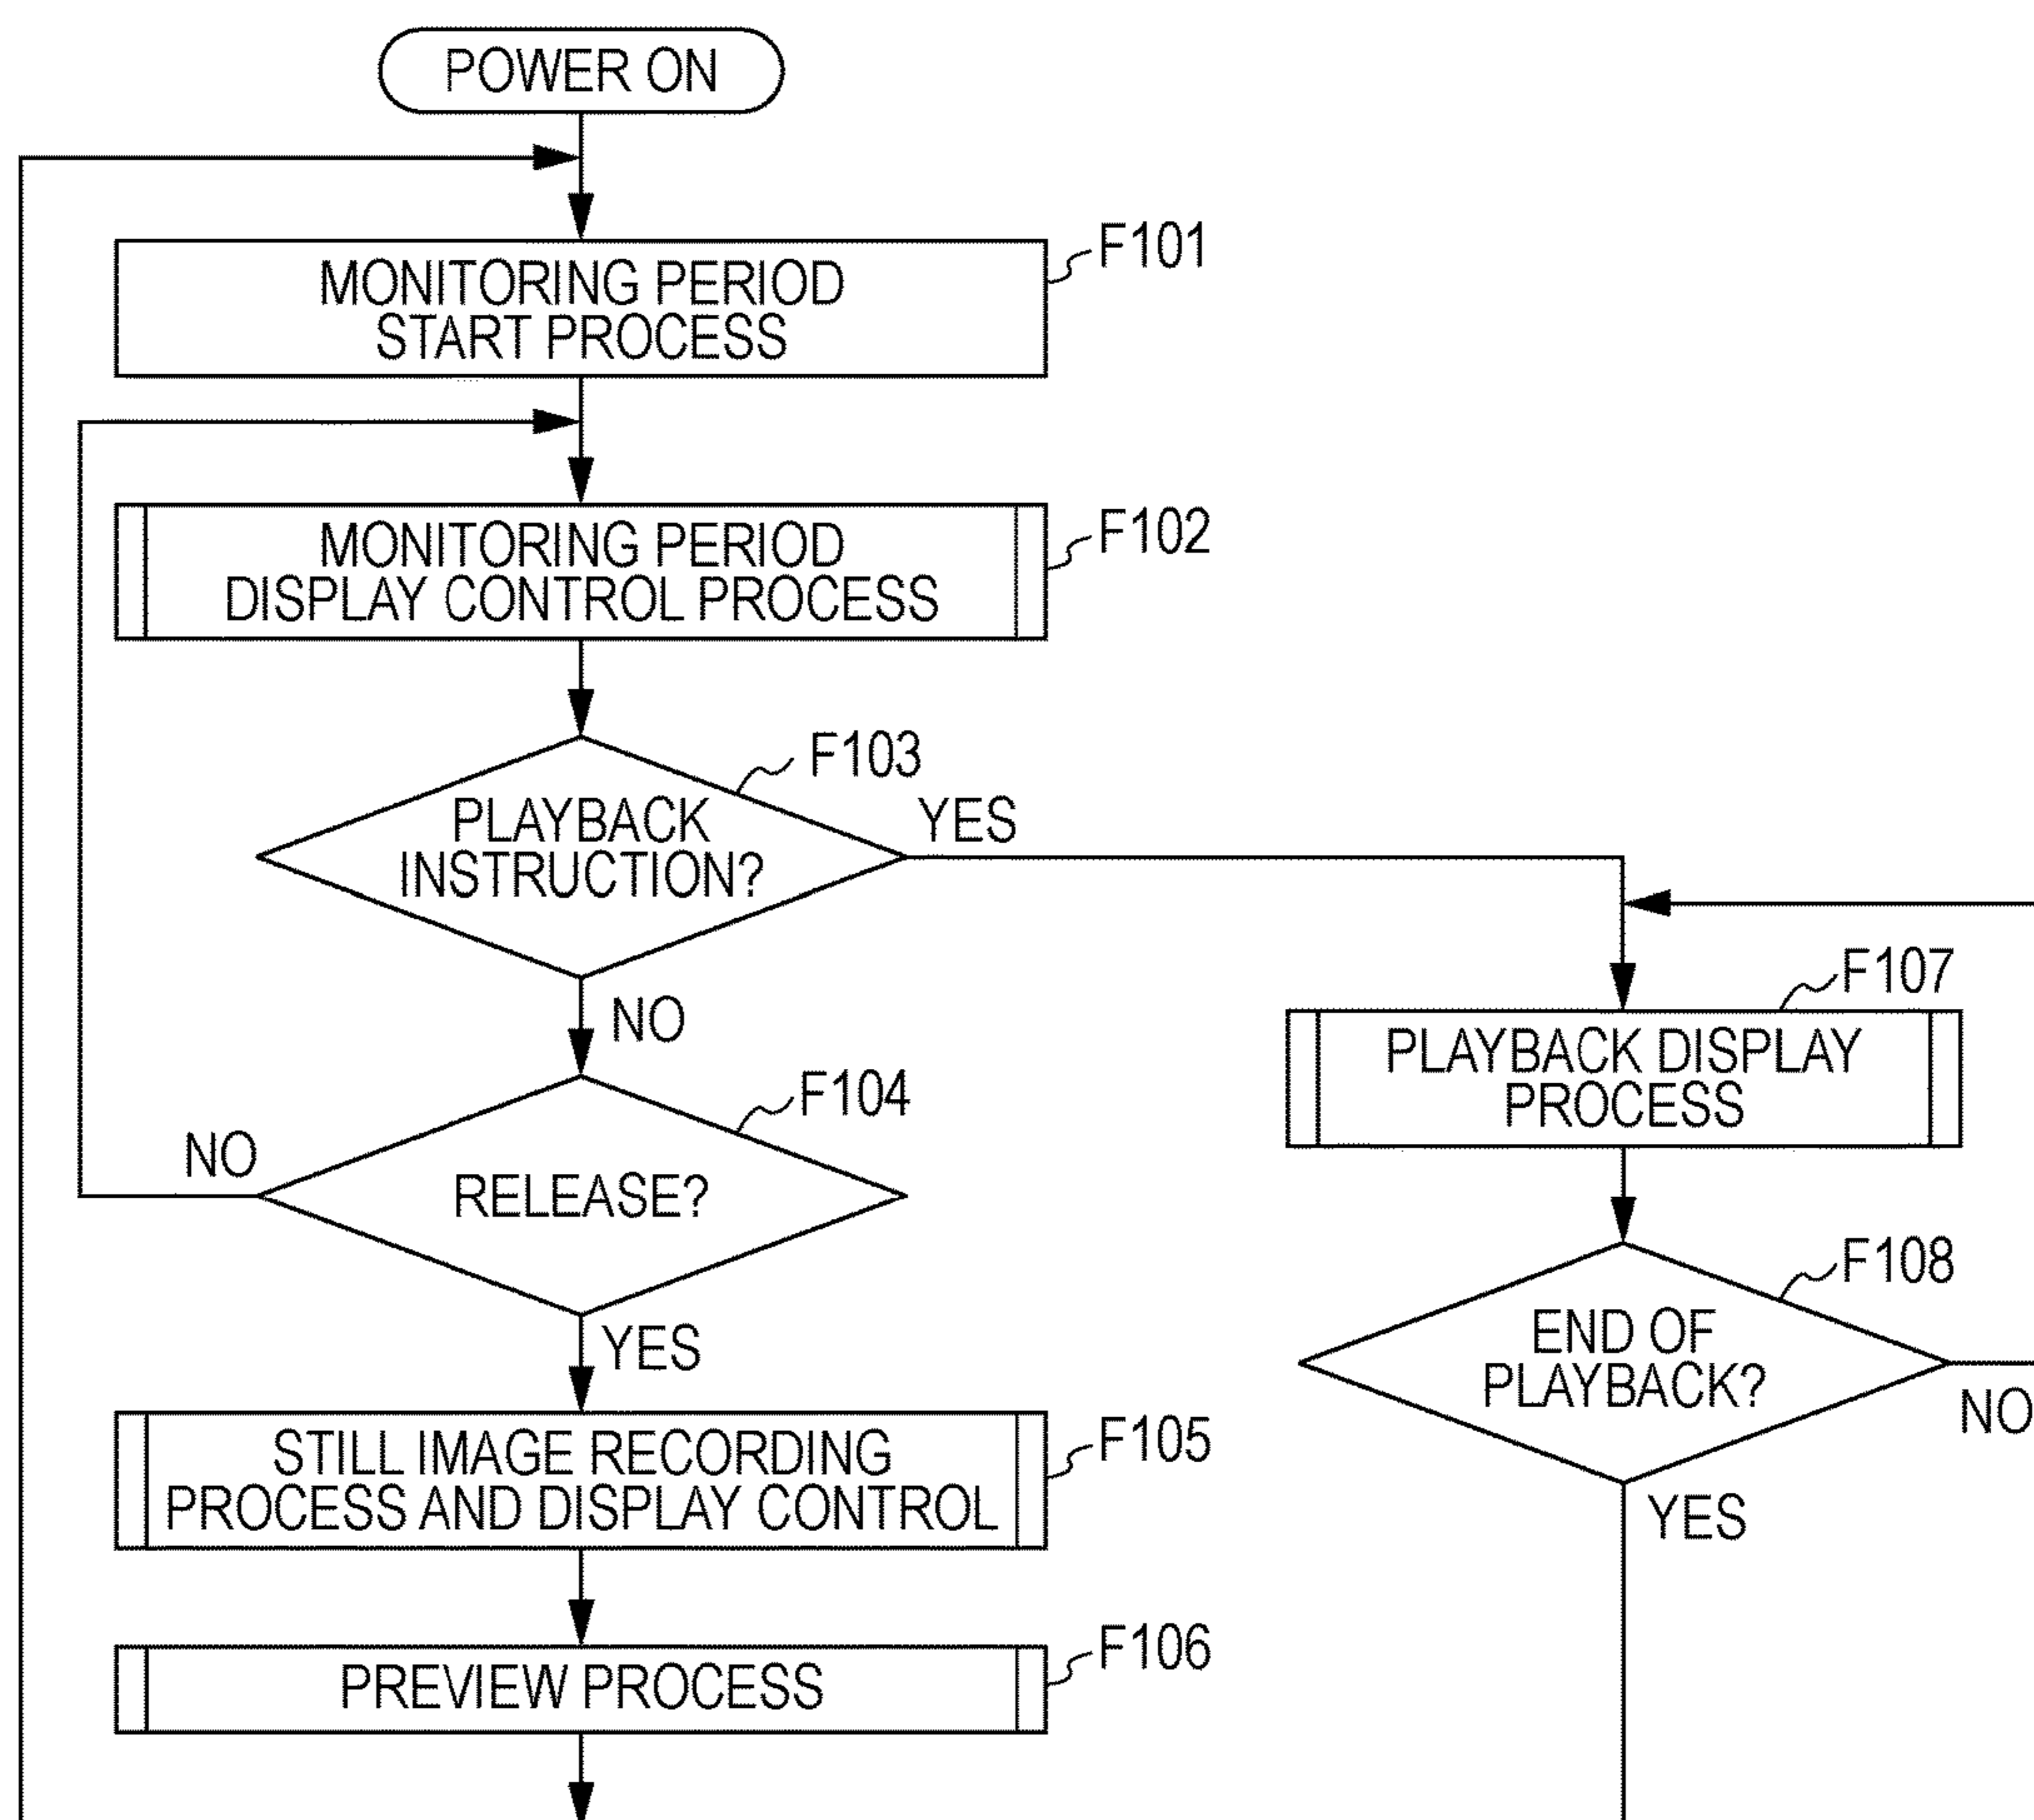 POWER ON
F101
MONITORING PERIOD
START PROCESS
F102
MONITORING PERIOD
DISPLAY CONTROL PROCESS
F103
PLAYBACK
INSTRUCTION?
YES
NO
F104
RELEASE?
NO
YES
F105
STILL IMAGE RECORDING
PROCESS AND DISPLAY CONTROL
F106
PREVIEW PROCESS
F107
PLAYBACK DISPLAY
PROCESS
F108
END OF
PLAYBACK?
NO
YES